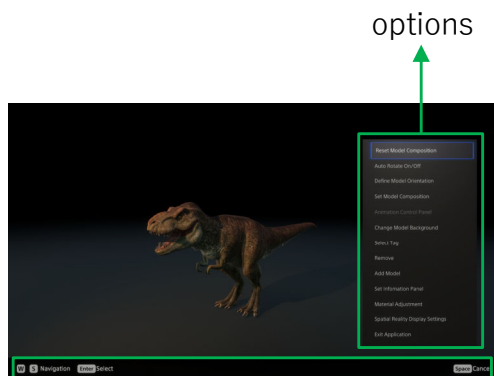 options
Reset Model Composition
Auto Rotate On/Off
Define Model Orientation
Set Model Composition
Animation Control Panel
Change Model Background
Select Tag
Remove
Add Model
Set Infomation Panel
Material Adjustment
Spatial Reality Display Settings
Exit Application
W S Navigation Enter Select
Space Cance